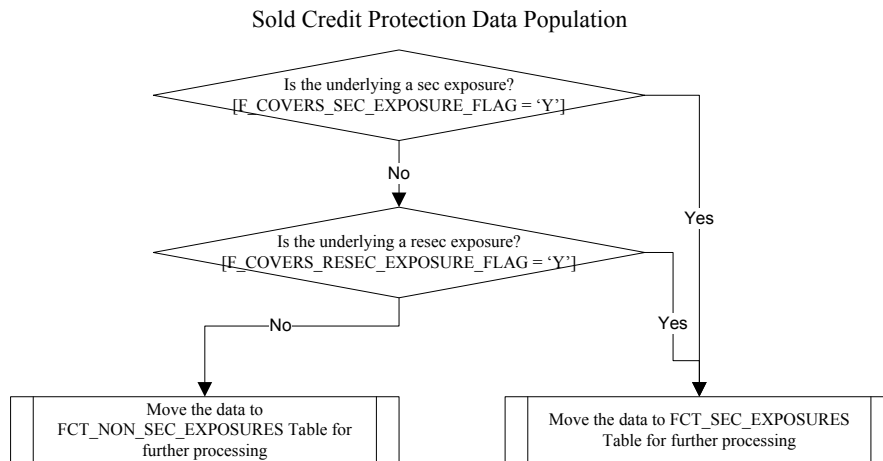 Sold Credit Protection Data Population
Is the underlying a sec exposure?
[F_COVERS_SEC_EXPOSURE_FLAG = ‘Y’]
No
Yes
Is the underlying a resec exposure?
[F_COVERS_RESEC_EXPOSURE_FLAG = ‘Y’]
No
Yes
Move the data to
FCT_NON_SEC_EXPOSURES Table for
further processing
Move the data to FCT_SEC_EXPOSURES
Table for further processing